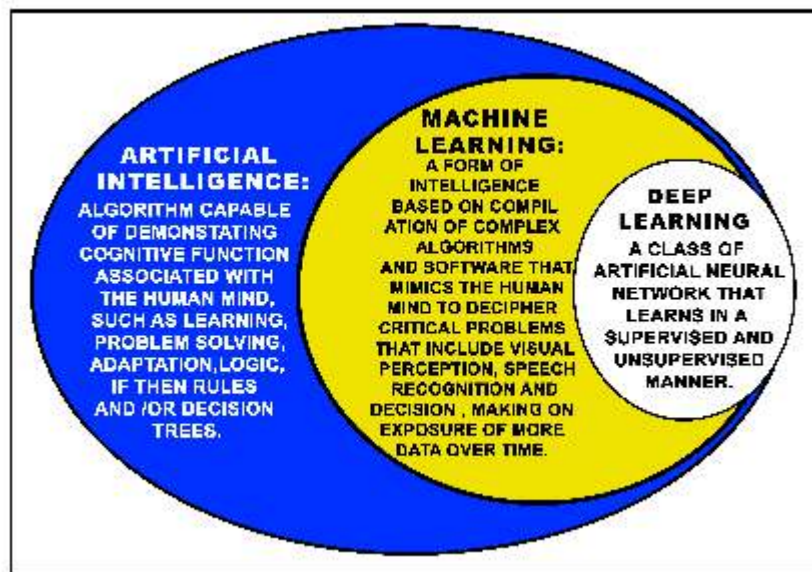 ARTIFICIAL
INTELLIGENCE:
ALGORITHM CAPABLE
OF DEMONSTATING
COGNITIVE FUNCTION
ASSOCIATED WITH
THE HUMAN MIND,
SUCH AS LEARNING,
PROBLEM SOLVING,
ADAPTATION,LOGIC,
IF THEN RULES
AND /OR DECISION
TREES.
MACHINE
LEARNING:
A FORM OF
INTELLIGENCE
BASED ON COMPIL
ATION OF COMPLEX
ALGORITHMS
AND SOFTWARE THAT
MIMICS THE HUMAN
MIND TO DECIPHER
CRITICAL PROBLEMS
THAT INCLUDE VISUAL
PERCEPTION, SPEECH
RECOGNITION AND
DECISION , MAKING ON
EXPOSURE OF MORE
DATA OVER TIME.
DEEP
LEARNING
A CLASS OF
ARTIFICIAL NEURAL
NETWORK THAT
LEARNS IN A
SUPERVISED AND
UNSUPERVISED
MANNER.